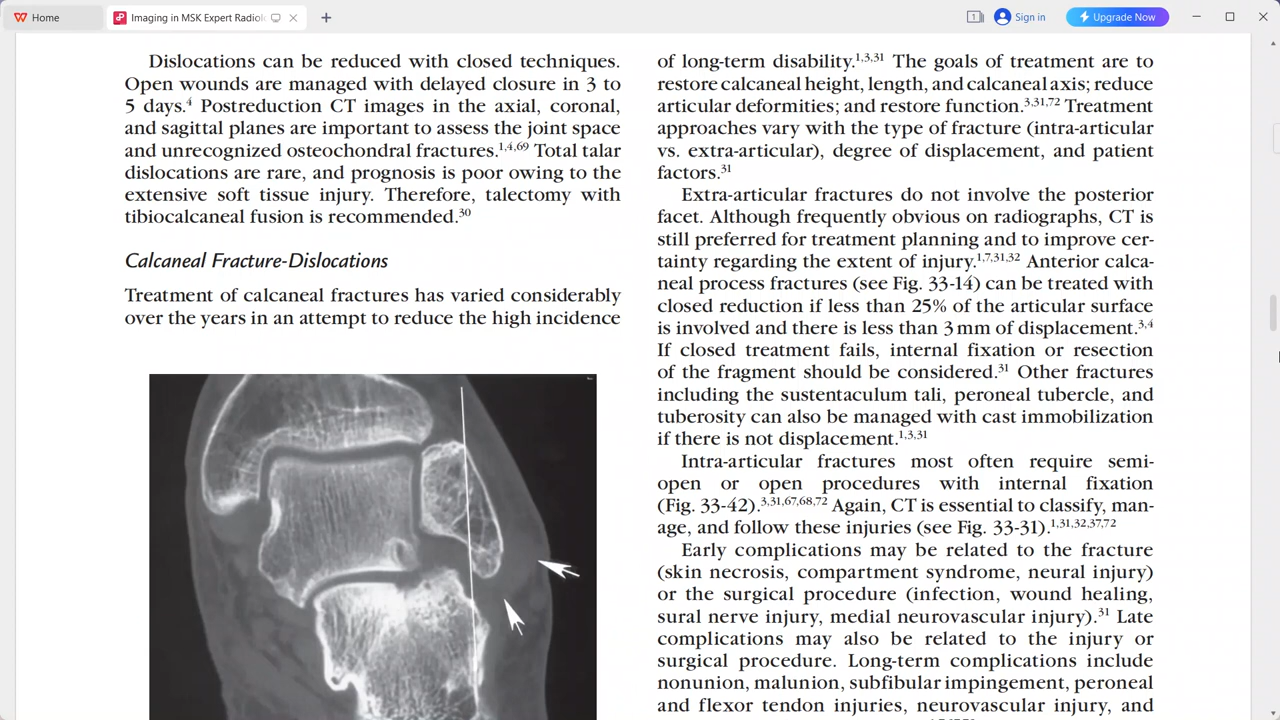 Home
Imaging in MSK Expert Radiol
1
Sign in
Upgrade Now
Dislocations can be reduced with closed techniques.
Open wounds are managed with delayed closure in 3 to
5 days.4 Postreduction CT images in the axial, coronal,
and sagittal planes are important to assess the joint space
and unrecognized osteochondral fractures.1,4,69 Total talar
dislocations are rare, and prognosis is poor owing to the
extensive soft tissue injury. Therefore, talectomy with
tibiocalcaneal fusion is recommended.30
Calcaneal Fracture-Dislocations
Treatment of calcaneal fractures has varied considerably
over the years in an attempt to reduce the high incidence
of long-term disability.1,3,31 The goals of treatment are to
restore calcaneal height, length, and calcaneal axis; reduce
articular deformities; and restore function.3,31,72 Treatment
approaches vary with the type of fracture (intra-articular
vs. extra-articular), degree of displacement, and patient
factors.31
Extra-articular fractures do not involve the posterior
facet. Although frequently obvious on radiographs, CT is
still preferred for treatment planning and to improve cer-
tainty regarding the extent of injury.1,7,31,32 Anterior calca-
neal process fractures (see Fig. 33-14) can be treated with
closed reduction if less than 25% of the articular surface
is involved and there is less than 3 mm of displacement.3,4
If closed treatment fails, internal fixation or resection
of the fragment should be considered.31 Other fractures
including the sustentaculum tali, peroneal tubercle, and
tuberosity can also be managed with cast immobilization
if there is not displacement.1,3,31
Intra-articular fractures most often require semi-
open or open procedures with internal fixation
(Fig. 33-42).3,31,67,68,72 Again, CT is essential to classify, man-
age, and follow these injuries (see Fig. 33-31).1,31,32,37,72
Early complications may be related to the fracture
(skin necrosis, compartment syndrome, neural injury)
or the surgical procedure (infection, wound healing,
sural nerve injury, medial neurovascular injury).31 Late
complications may also be related to the injury or
surgical procedure. Long-term complications include
nonunion, malunion, subfibular impingement, peroneal
and flexor tendon injuries, neurovascular injury, and